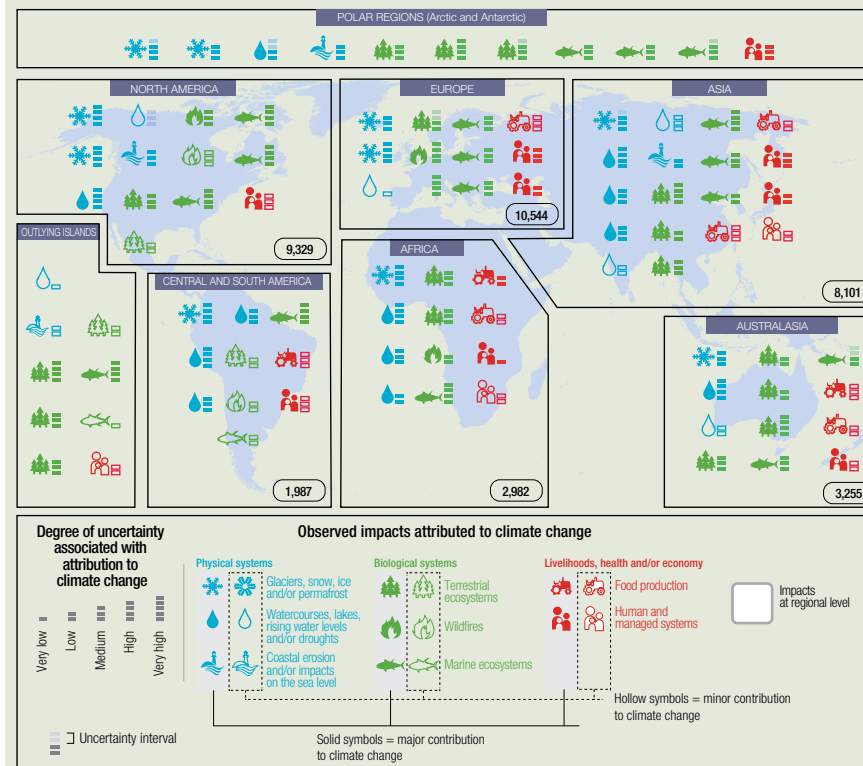 POLAR REGIONS (Arctic and Antarctic)
NORTH AMERICA
EUROPE
ASIA
10,544
OUTLYING ISLANDS
9,329
AFRICA
CENTRAL AND SOUTH AMERICA
8,101
AUSTRALASIA
1,987
2,982
3,255
Degree of uncertainty
associated with
attribution to
climate change
Very low
Low
Medium
High
Very high
Uncertainty interval
Observed impacts attributed to climate change
Physical systems
Glaciers, snow, ice
and/or permafrost
Watercourses, lakes,
rising water levels
and/or droughts
Coastal erosion
and/or impacts
on the sea level
Biological systems
Terrestrial
ecosystems
Wildfires
Marine ecosystems
Livelihoods, health and/or economy
Food production
Human and
managed systems
Impacts
at regional level
Hollow symbols = minor contribution
to climate change
Solid symbols = major contribution
to climate change